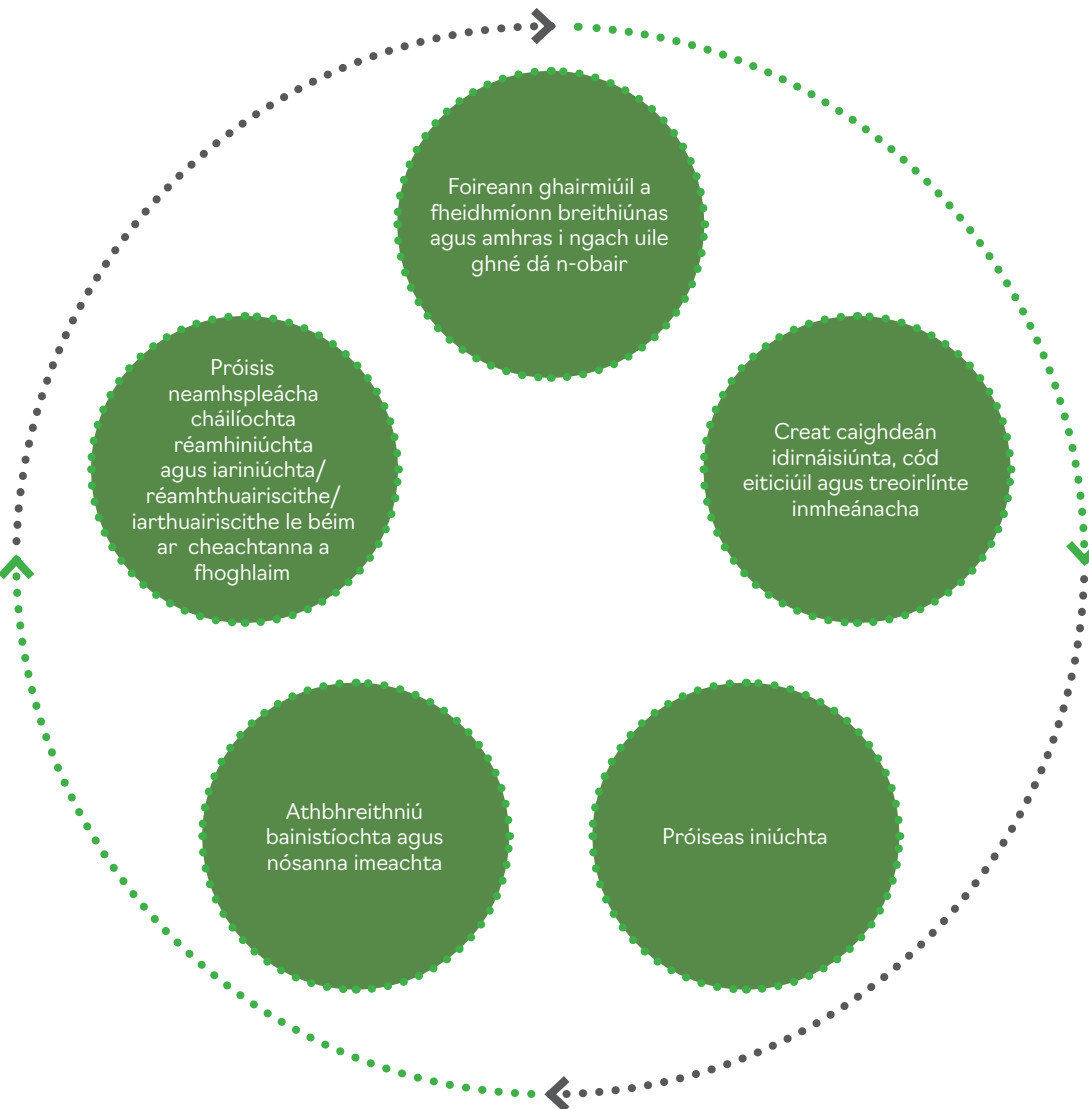 Foireann ghairmiúil a
fheidhmíonn breithiúnas
agus amhras i ngach uile
ghné dá n-obair
Creat caighdeán
idirnáisiúnta, cód
eiticiúil agus treoirlínte
inmheánacha
Próiseas iniúchta
Athbhreithniú
bainistíochta agus
nósanna imeachta
Próisis
neamhspleácha
cháilíochta
réamhiniúchta
agus iariniúchta/
réamhthuairiscithe/
iarthuairiscithe le béim
ar cheachtanna a
fhoghlaim